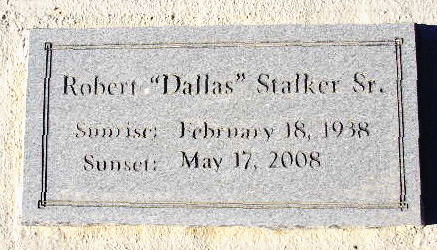 Robert "Dallas" Stalker Sr.
Sunrise: February 18, 1938
Sunset: May 17, 2008